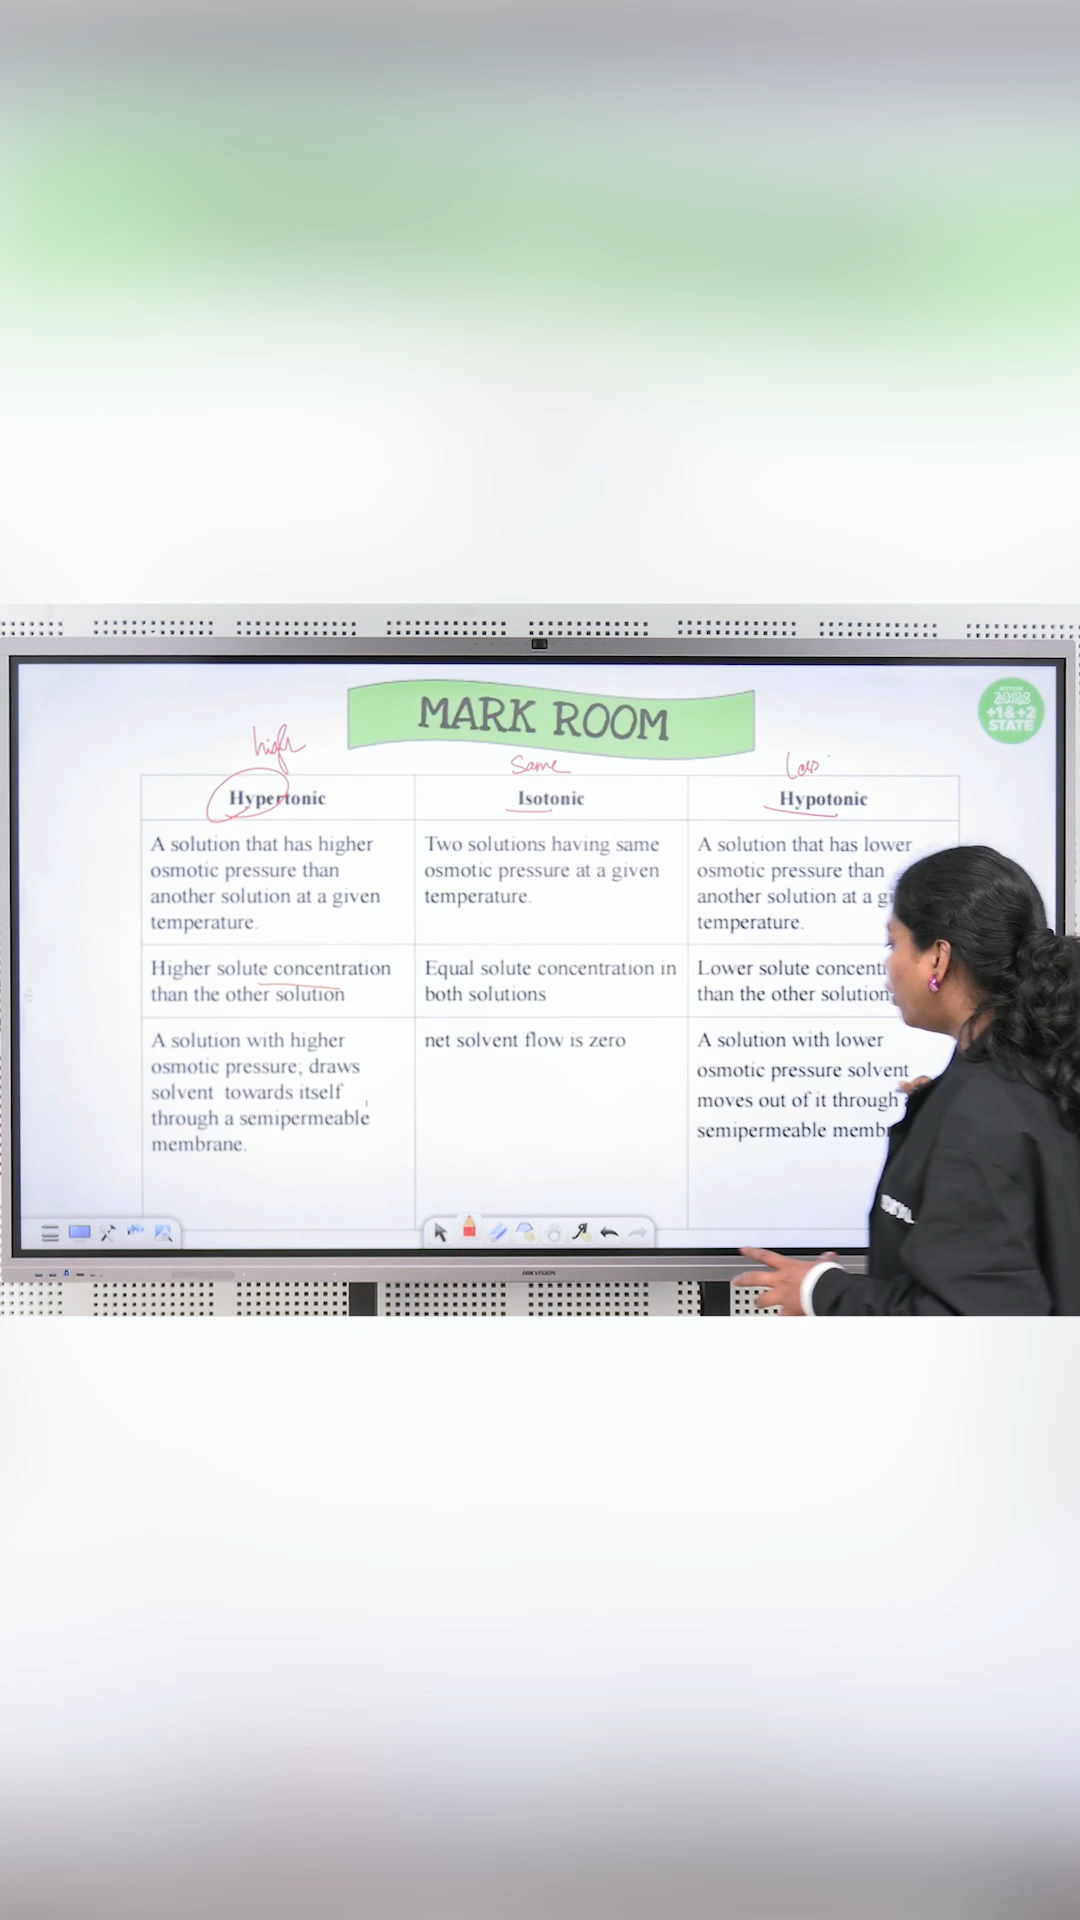 MARK ROOM
2026
+1&+2
STATE
high
Same
Less
Hypertonic
Isotonic
Hypotonic
A solution that has higher
osmotic pressure than
another solution at a given
temperature.
Two solutions having same
osmotic pressure at a given
temperature.
A solution that has lower
osmotic pressure than
another solution at a
temperature.
Higher solute concentration
than the other solution
Equal solute concentration in
both solutions
Lower solute
than the other solution
A solution with higher
osmotic pressure; draws
solvent towards itself
through a semipermeable
membrane.
net solvent flow is zero
A solution with lower
osmotic pressure solvent
moves out of it through
semipermeable
HIKVISION